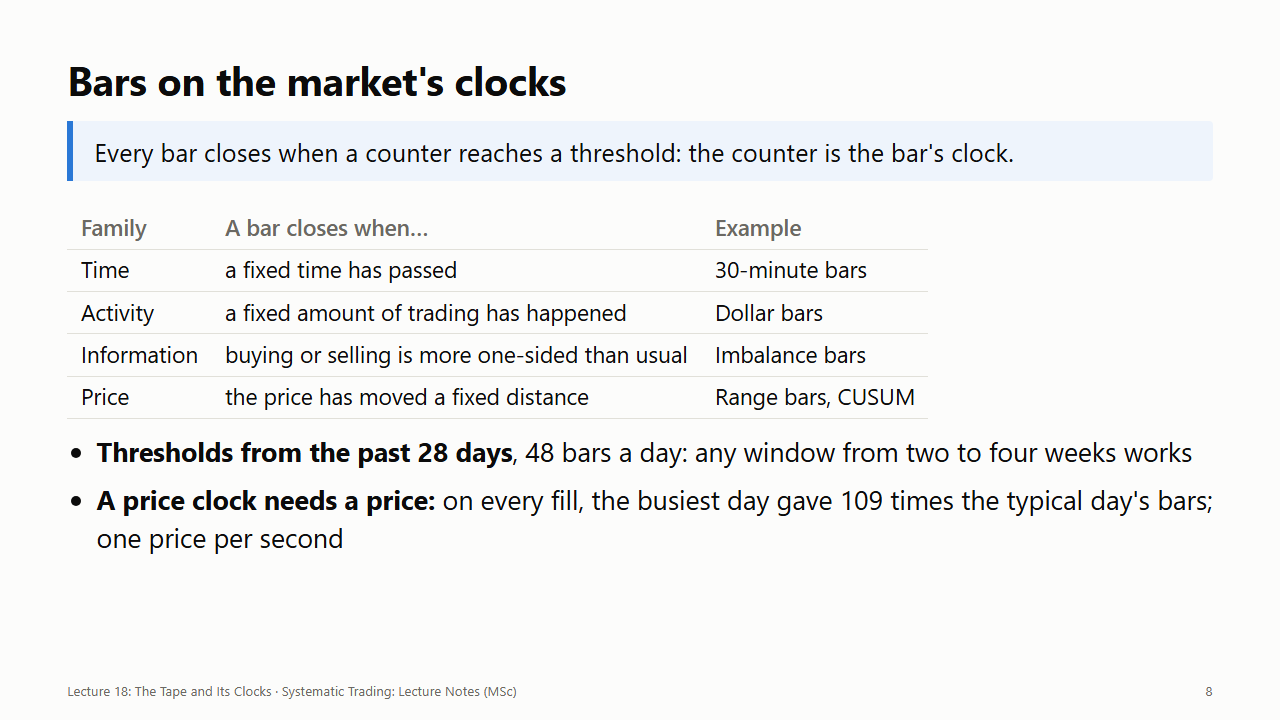 Bars on the market's clocks
Every bar closes when a counter reaches a threshold: the counter is the bar's clock.
Family A bar closes when... Example
Time a fixed time has passed 30-minute bars
Activity a fixed amount of trading has happened Dollar bars
Information buying or selling is more one-sided than usual Imbalance bars
Price the price has moved a fixed distance Range bars, CUSUM
• Thresholds from the past 28 days, 48 bars a day: any window from two to four weeks works
• A price clock needs a price: on every fill, the busiest day gave 109 times the typical day's bars;
one price per second
Lecture 18: The Tape and Its Clocks · Systematic Trading: Lecture Notes (MSc) 8